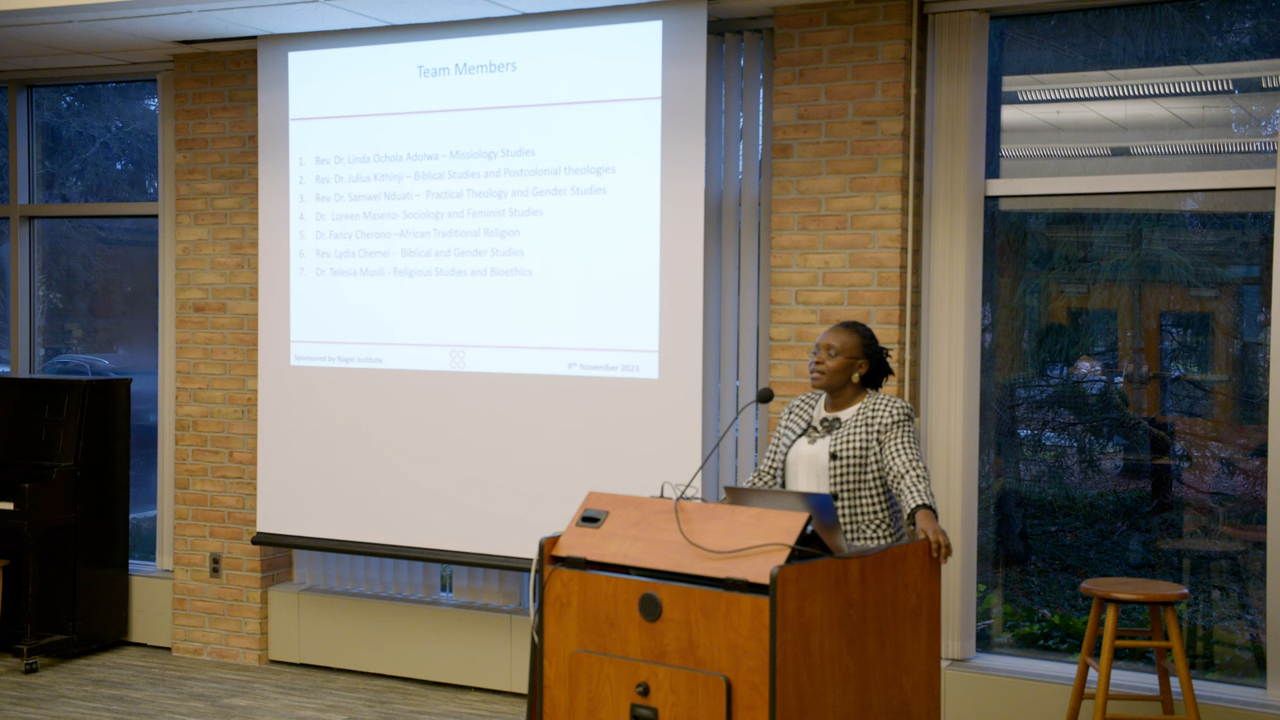 Team Members
1. Rev. Dr. Linda Ochola Adolwa – Missiology Studies
2. Rev. Dr. Julius Kithinji – Biblical Studies and Postcolonial theologies
3. Rev. Dr. Samwel Nduati – Practical Theology and Gender Studies
4. Dr. Loreen Maseno- Sociology and Feminist Studies
5. Dr. Fancy Cherono –African Traditional Religion
6. Rev. Lydia Chemei - Biblical and Gender Studies
7. Dr. Telesia Musili - Religious Studies and Bioethics
Sponsored by Nagel Institute
8th November 2023